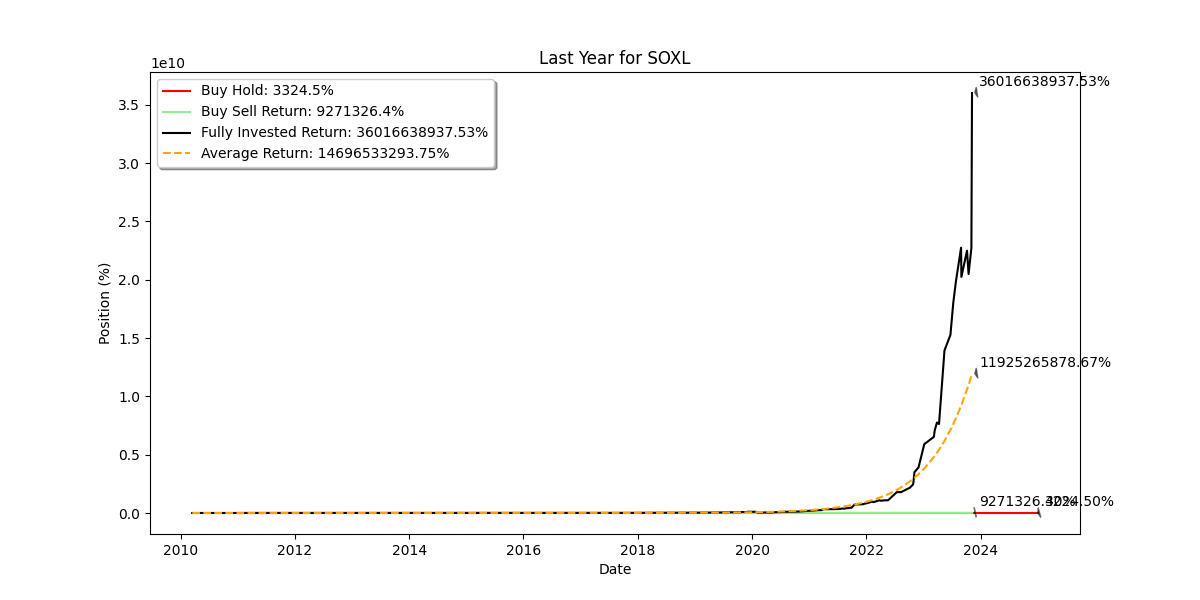 Last Year for SOXL
1e10
Buy Hold: 3324.5%
Buy Sell Return: 9271326.4%
Fully Invested Return: 36016638937.53%
Average Return: 14696533293.75%
36016638937.53%
11925265878.67%
9271326.40%
3.5
3.0
2.5
2.0
1.5
1.0
0.5
0.0
Position (%)
2010
2012
2014
2016
2018
2020
2022
2024
Date